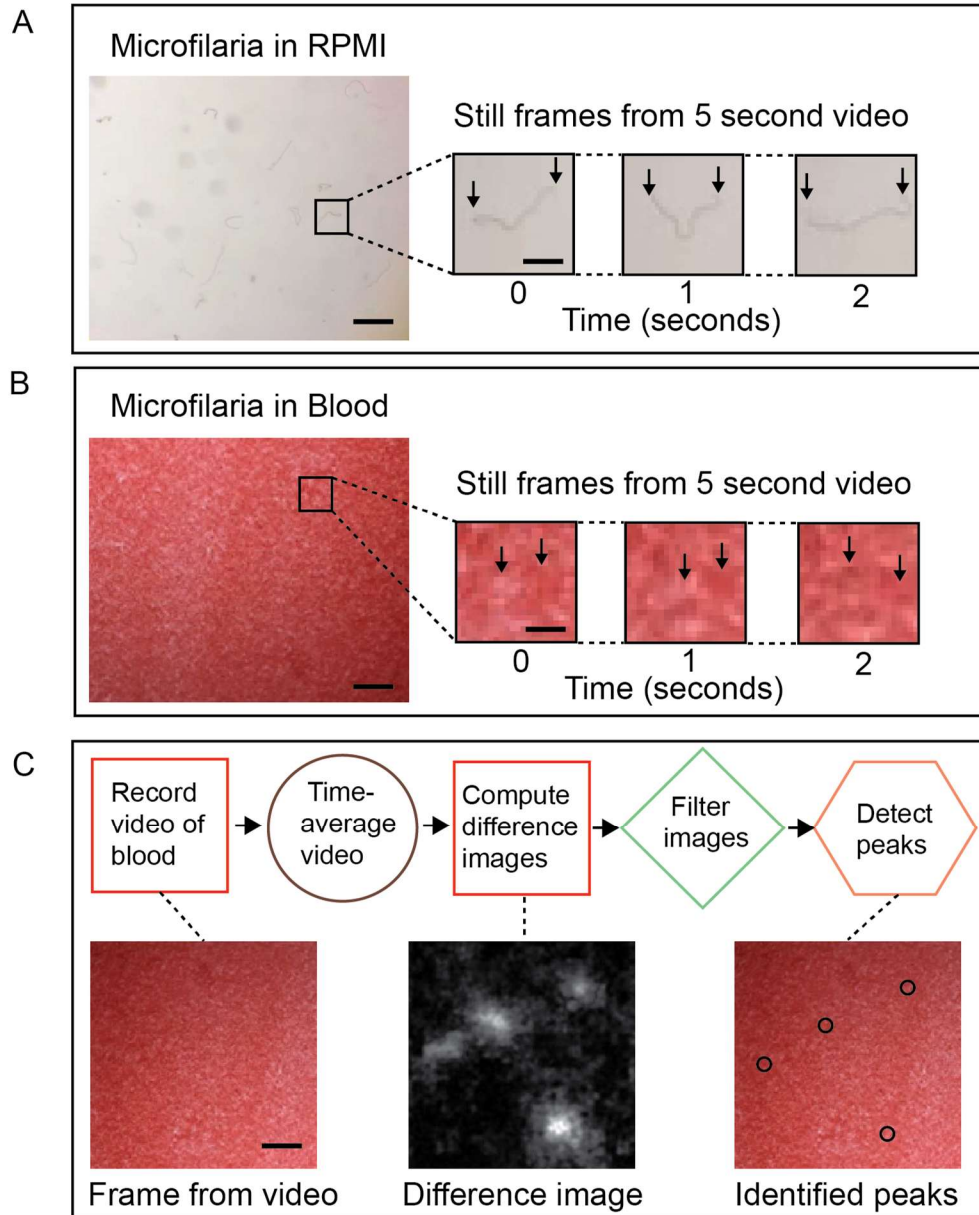 A
Microfilaria in RPMI
Still frames from 5 second video
0 1 2
Time (seconds)
B
Microfilaria in Blood
Still frames from 5 second video
0 1 2
Time (seconds)
C
Record
video of
blood
Time-
average
video
Compute
difference
images
Filter
images
Detect
peaks
Frame from video
Difference image
Identified peaks